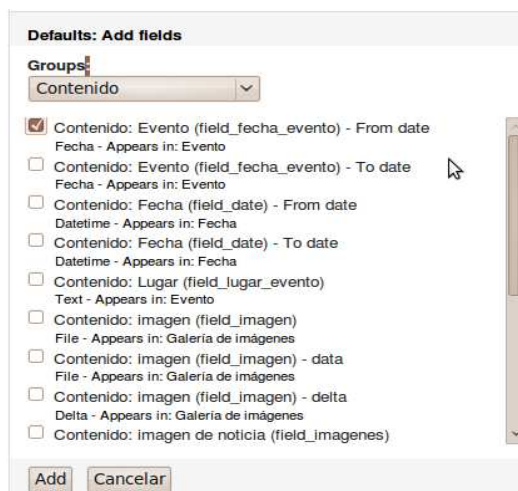 Defaults: Add fields
Groups:
Contenido
Contenido: Evento (field_fecha_evento) - From date
Fecha - Appears in: Evento
Contenido: Evento (field_fecha_evento) - To date
Fecha - Appears in: Evento
Contenido: Fecha (field_date) - From date
Datetime - Appears in: Fecha
Contenido: Fecha (field_date) - To date
Datetime - Appears in: Fecha
Contenido: Lugar (field_lugar_evento)
Text - Appears in: Evento
Contenido: imagen (field_imagen)
File - Appears in: Galería de imágenes
Contenido: imagen (field_imagen) - data
File - Appears in: Galería de imágenes
Contenido: imagen (field_imagen) - delta
Delta - Appears in: Galería de imágenes
Contenido: imagen de noticia (field_imagenes)
Add Cancelar